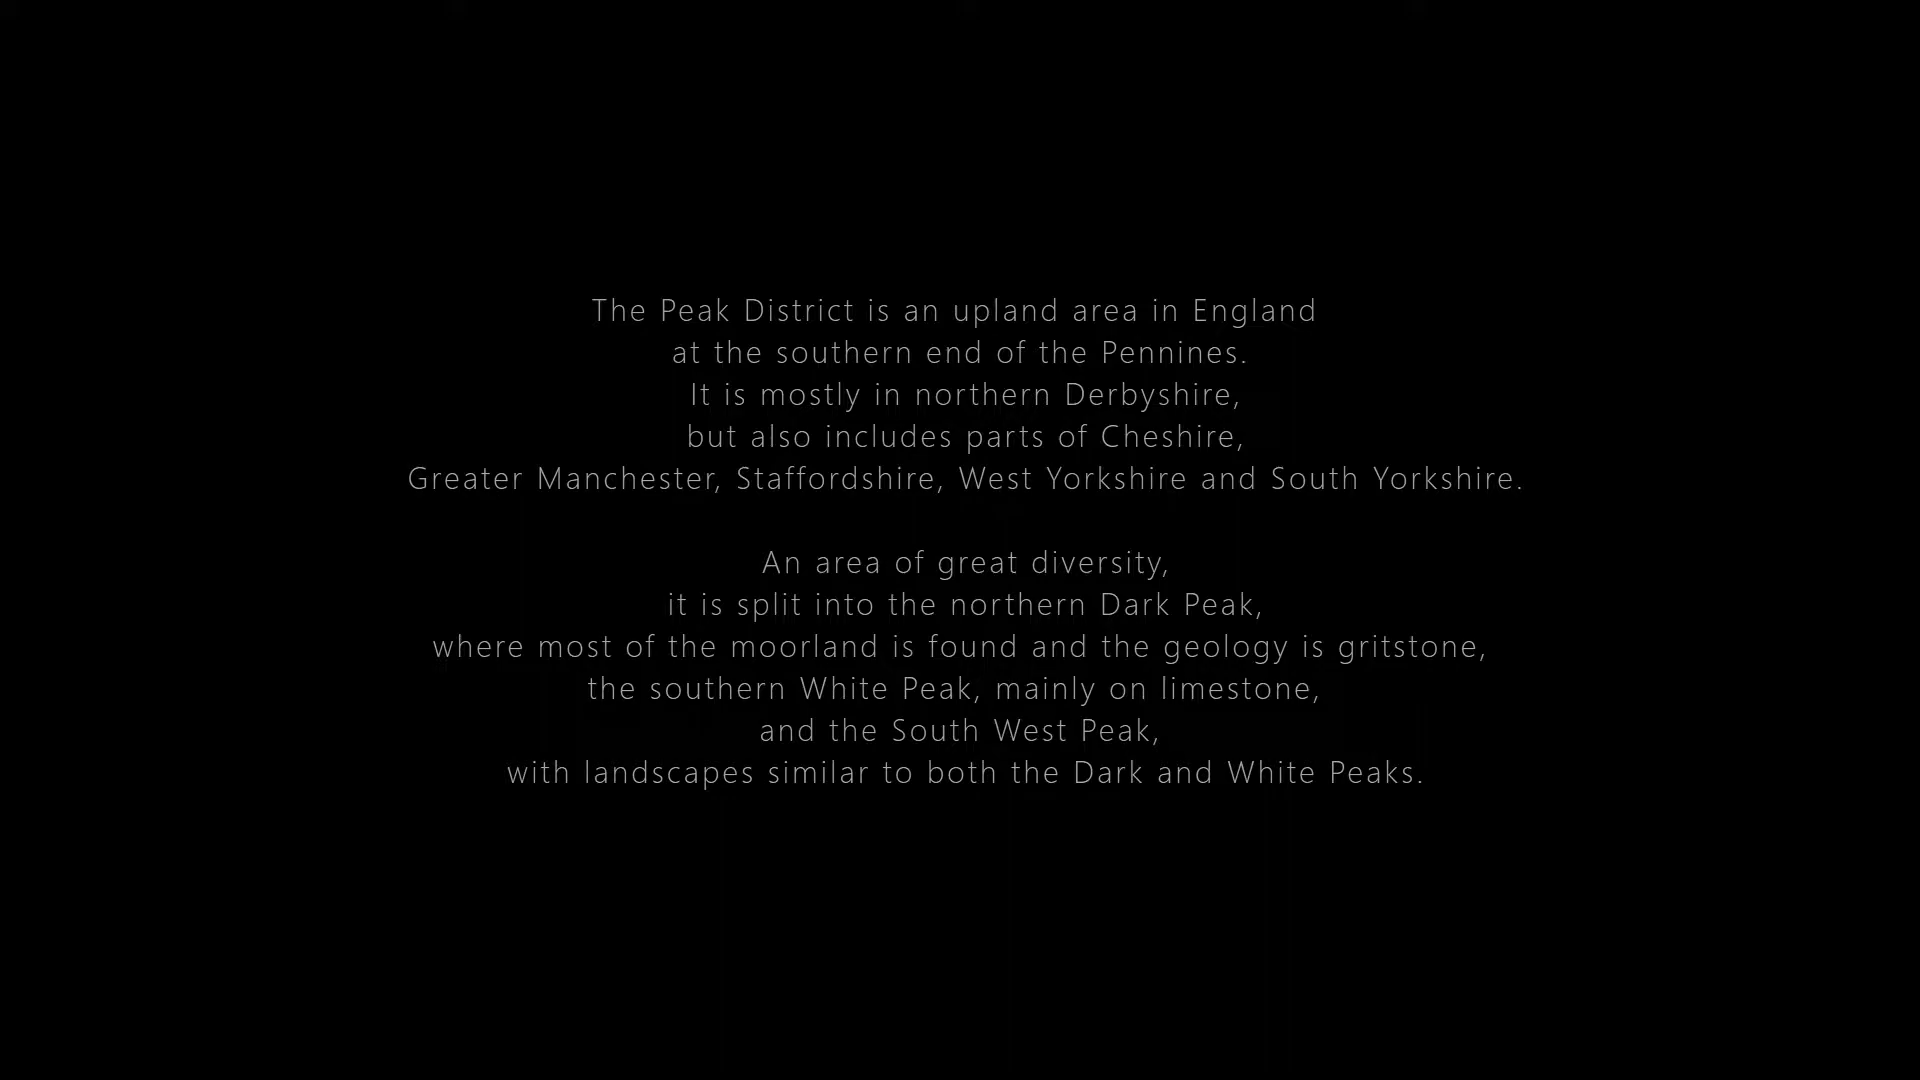 The Peak District is an upland area in England
at the southern end of the Pennines.
It is mostly in northern Derbyshire,
but also includes parts of Cheshire,
Greater Manchester, Staffordshire, West Yorkshire and South Yorkshire.
An area of great diversity,
it is split into the northern Dark Peak,
where most of the moorland is found and the geology is gritstone,
the southern White Peak, mainly on limestone,
and the South West Peak,
with landscapes similar to both the Dark and White Peaks.